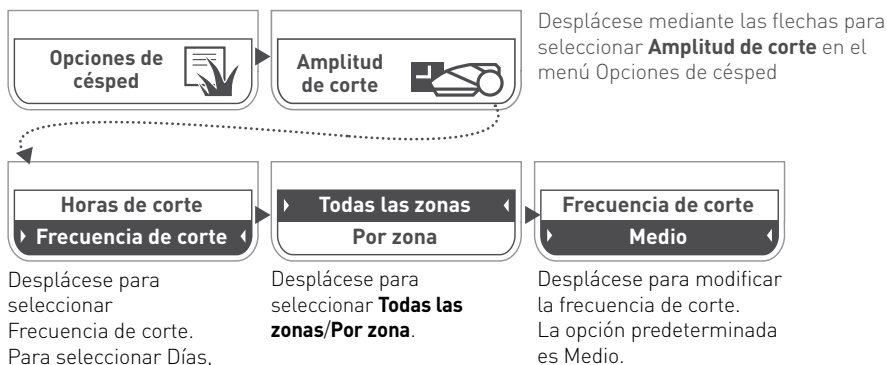 Opciones de
césped
Amplitud
de corte
Desplácese mediante las flechas para
seleccionar Amplitud de corte en el
menú Opciones de césped
Horas de corte
Frecuencia de corte
Desplácese para
seleccionar
Frecuencia de corte.
Para seleccionar Días,
Todas las zonas
Por zona
Desplácese para
seleccionar Todas las
zonas/Por zona.
Frecuencia de corte
Medio
Desplácese para modificar
la frecuencia de corte.
La opción predeterminada
es Medio.